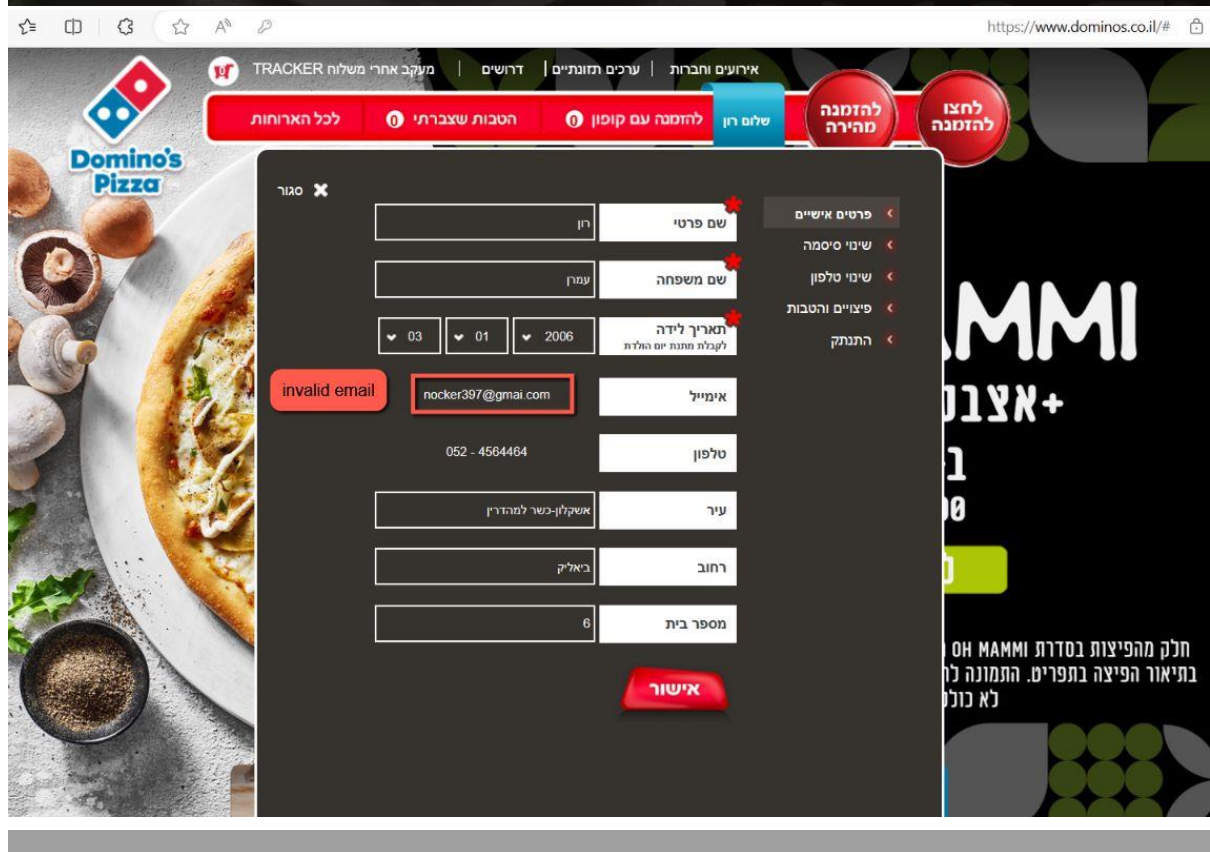 https://www.dominos.co.il/#
אירועים וחברות | ערכים תזונתיים | דרושים | מעקב אחרי משלוח TRACKER
לחצו להזמנה
להזמנה מהירה
שלום רון
להזמנה עם קופון 0
הטבות שצברתי 0
לכל הארוחות
Domino's
Pizza
סגור
פרטים אישיים
שינוי סיסמה
שינוי טלפון
פיצויים והטבות
התנתק
שם פרטי רון
שם משפחה עמרן
תאריך לידה 2006 01 03
לקבלת מתנת יום הולדת
אימייל nocker397@gmai.com
invalid email
טלפון 052 - 4564464
עיר אשקלון-כשר למהדרין
רחוב ביאליק
מספר בית 6
אישור
חלק מהפיצות בסדרת OH MAMMI
בתיאור הפיצה בתפריט. התמונה